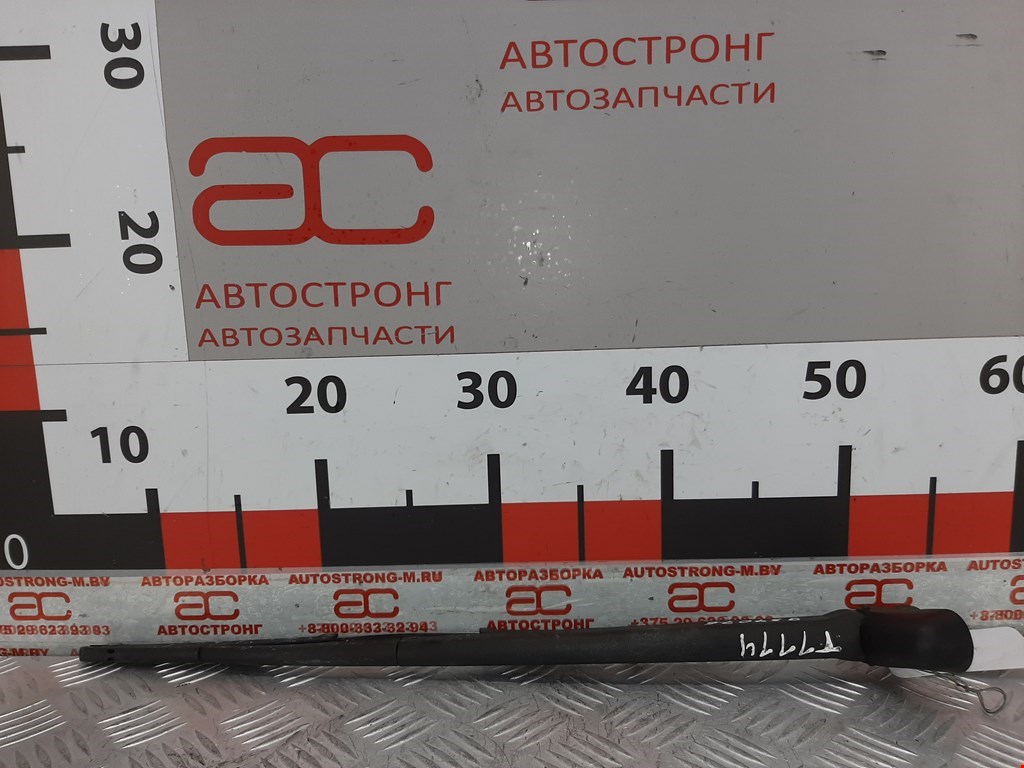 АВТОСТРОНГ
АВТОЗАПЧАСТИ
30
20
ac
АВТОСТРОНГ
АВТОЗАПЧАСТИ
10 20 30 40 50 60
0
AUTOSTRONG-M.BY АВТОРАЗБОРКА AUTOSTRONG-M.RU АВТОРАЗБОРКА AUTOSTRONG-M.BY АВТОРАЗБОРКА
ac ac ac ac ac ac
АВТОСТРОНГ АВТОСТРОНГ